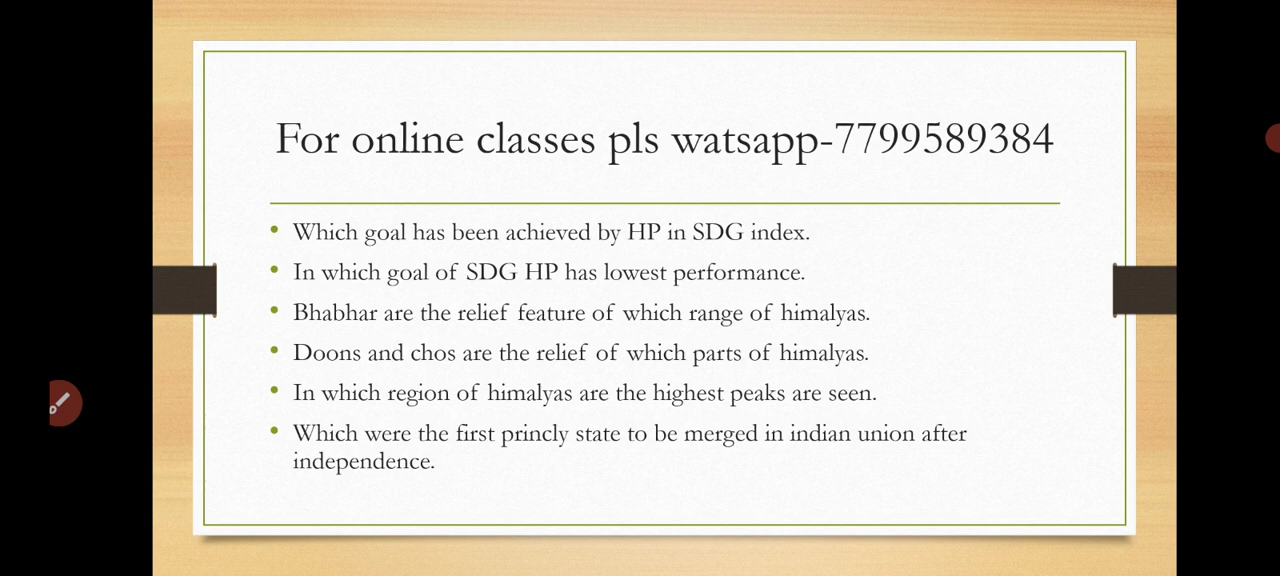 For online classes pls watsapp-7799589384
• Which goal has been achieved by HP in SDG index.
• In which goal of SDG HP has lowest performance.
• Bhabhar are the relief feature of which range of himalyas.
• Doons and chos are the relief of which parts of himalyas.
• In which region of himalyas are the highest peaks are seen.
• Which were the first princly state to be merged in indian union after
independence.